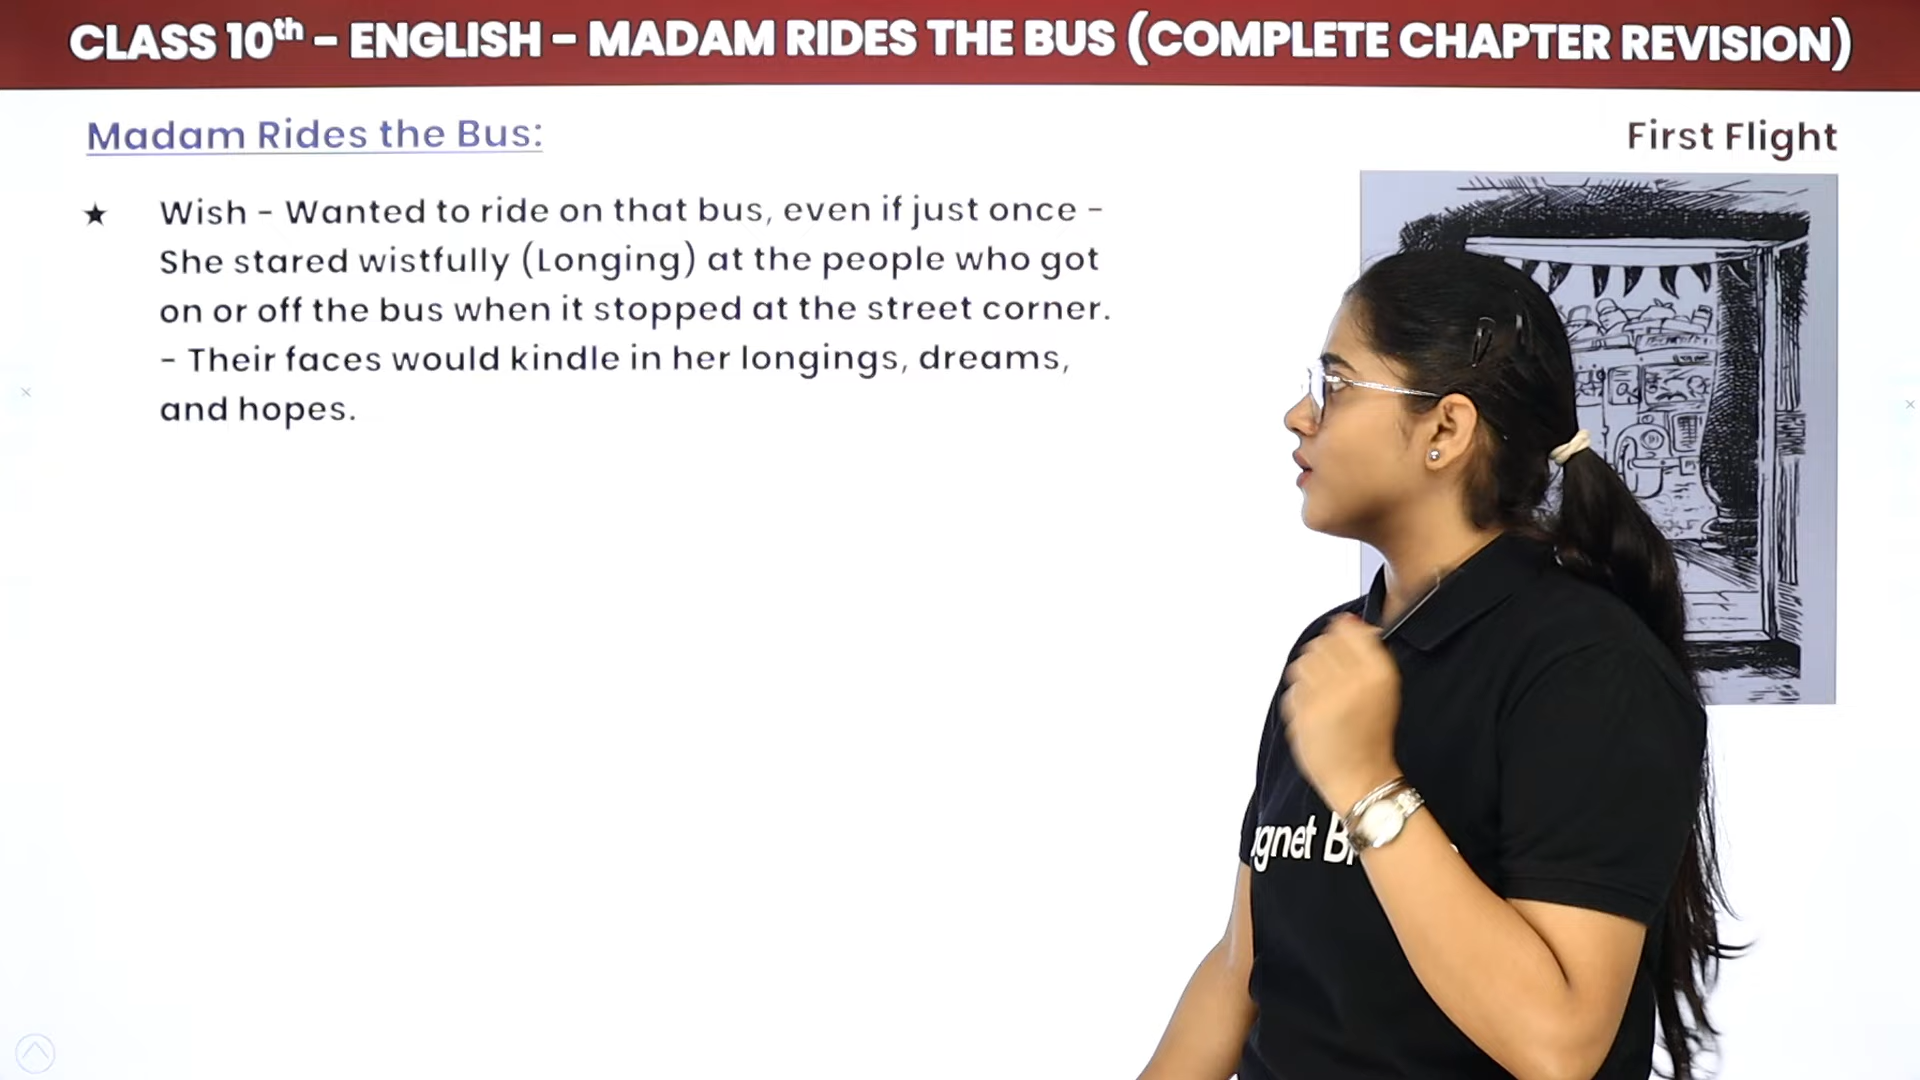 CLASS 10th - ENGLISH - MADAM RIDES THE BUS (COMPLETE CHAPTER REVISION)
Madam Rides the Bus:
First Flight
★ Wish - Wanted to ride on that bus, even if just once -
She stared wistfully (Longing) at the people who got
on or off the bus when it stopped at the street corner.
- Their faces would kindle in her longings, dreams,
and hopes.